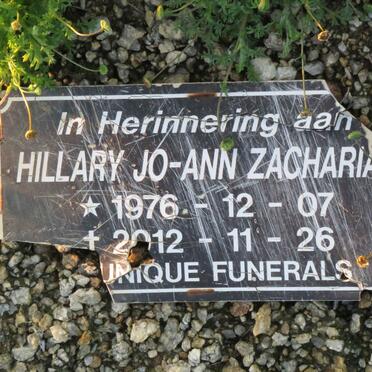 In Herinnering aan
HILLARY JO-ANN ZACHARIA
★ 1976 - 12 - 07
† 2012 - 11 - 26
UNIQUE FUNERALS